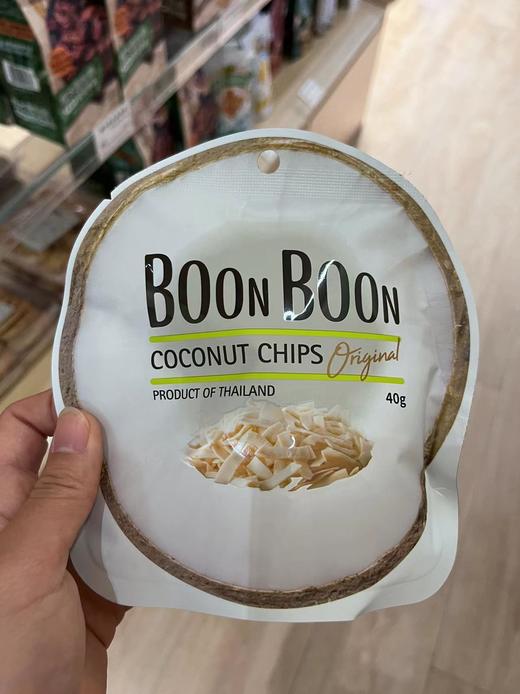 BOON BOON
COCONUT CHIPS Original
PRODUCT OF THAILAND
40g